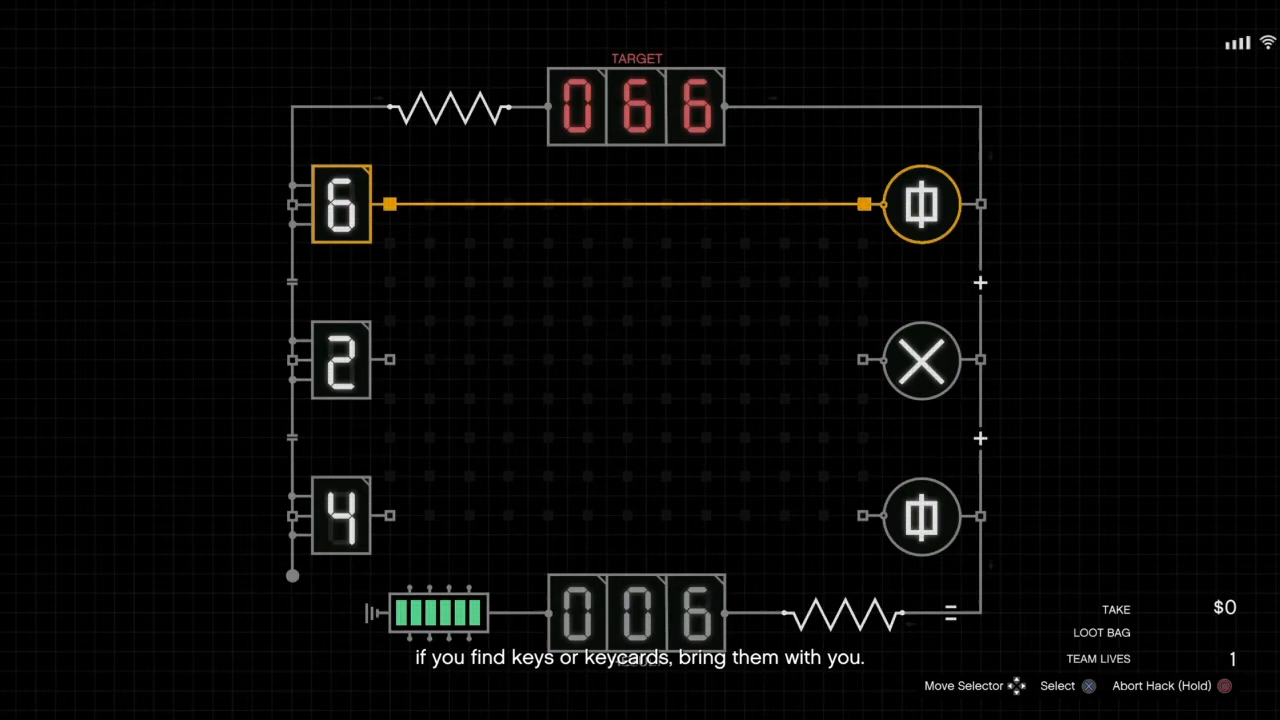 TARGET
066
6
2
4
006
if you find keys or keycards, bring them with you.
TAKE $0
LOOT BAG
TEAM LIVES 1
Move Selector Select Abort Hack (Hold)